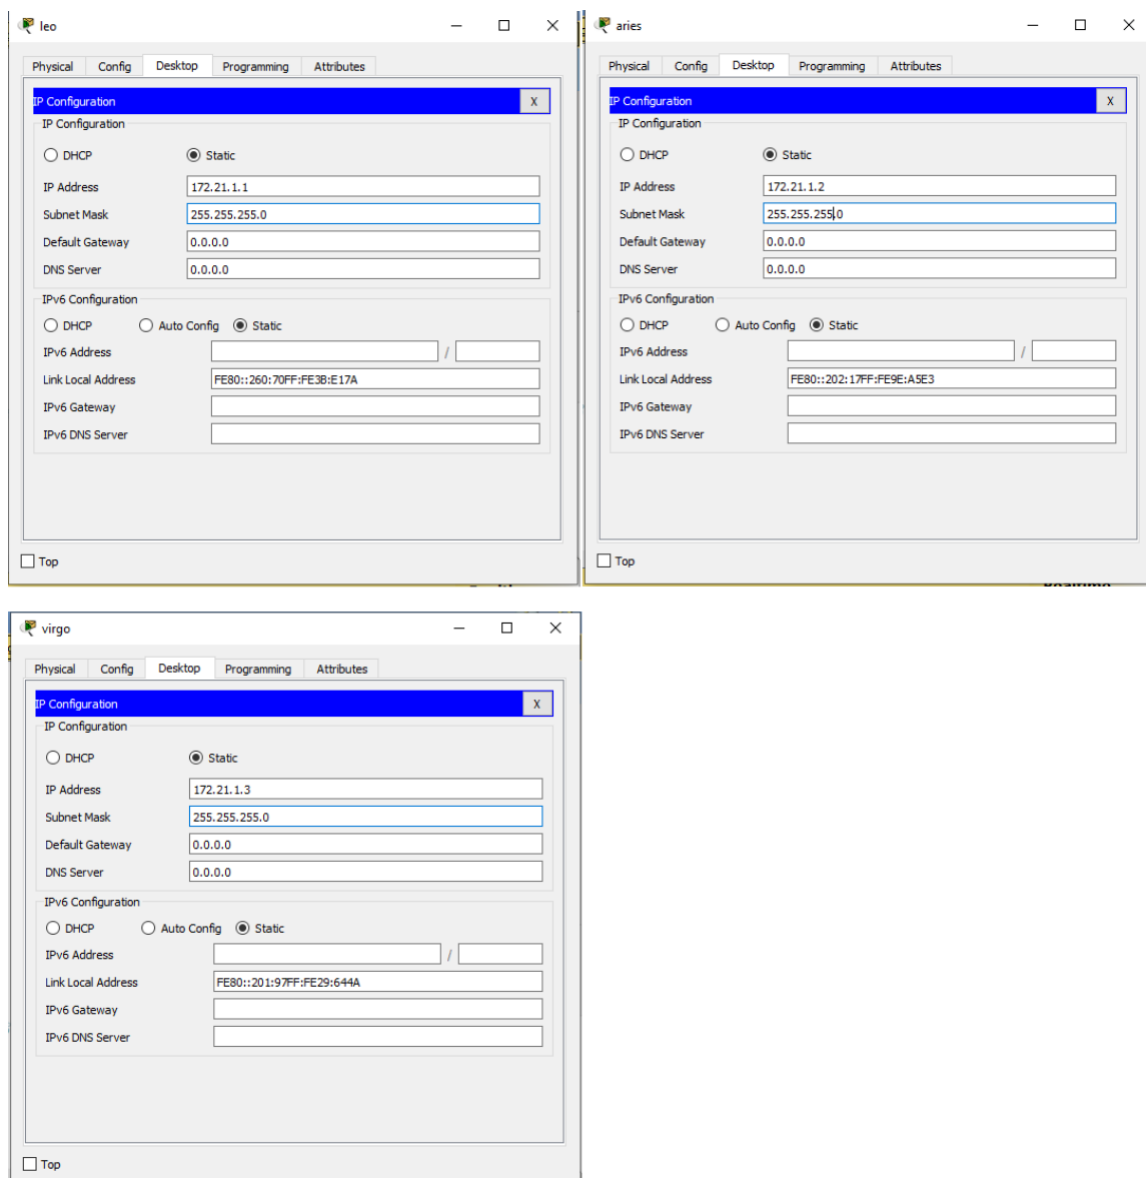 leo
Physical Config Desktop Programming Attributes
IP Configuration X
IP Configuration
DHCP Static
IP Address 172.21.1.1
Subnet Mask 255.255.255.0
Default Gateway 0.0.0.0
DNS Server 0.0.0.0
IPv6 Configuration
DHCP Auto Config Static
IPv6 Address /
Link Local Address FE80::260:70FF:FE3B:E17A
IPv6 Gateway
IPv6 DNS Server
Top
aries
Physical Config Desktop Programming Attributes
IP Configuration X
IP Configuration
DHCP Static
IP Address 172.21.1.2
Subnet Mask 255.255.255.0
Default Gateway 0.0.0.0
DNS Server 0.0.0.0
IPv6 Configuration
DHCP Auto Config Static
IPv6 Address /
Link Local Address FE80::202:17FF:FE9E:A5E3
IPv6 Gateway
IPv6 DNS Server
Top
Realtime
virgo
Physical Config Desktop Programming Attributes
IP Configuration X
IP Configuration
DHCP Static
IP Address 172.21.1.3
Subnet Mask 255.255.255.0
Default Gateway 0.0.0.0
DNS Server 0.0.0.0
IPv6 Configuration
DHCP Auto Config Static
IPv6 Address /
Link Local Address FE80::201:97FF:FE29:644A
IPv6 Gateway
IPv6 DNS Server
Top